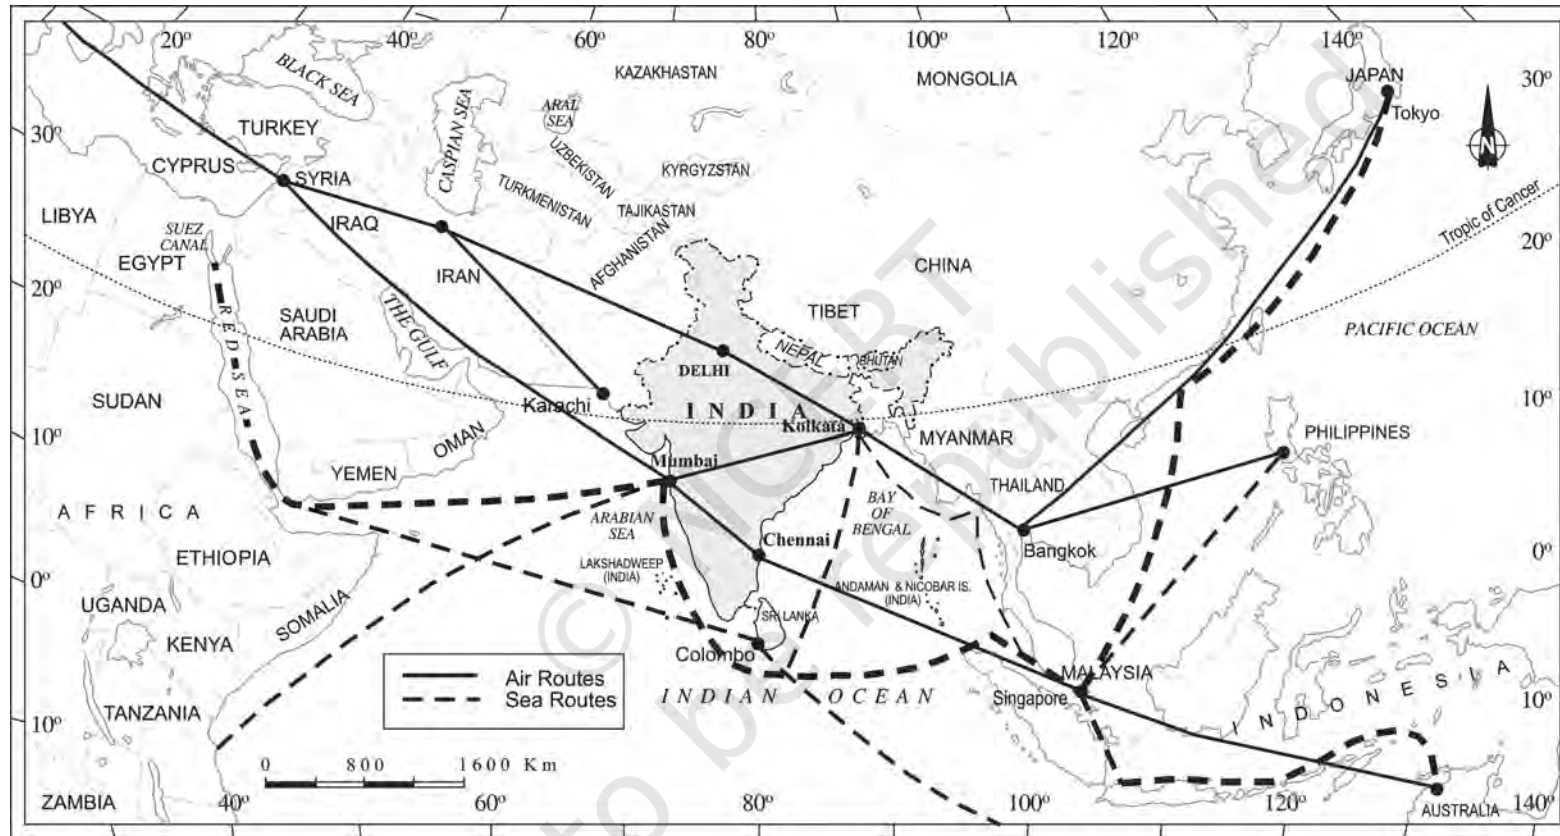 20°
40°
60°
80°
100°
120°
140°
BLACK SEA
KAZAKHASTAN
MONGOLIA
JAPAN
30°
CASPIAN SEA
ARAL
SEA
Tokyo
N
30°
TURKEY
UZBEKISTAN
CYPRUS
SYRIA
KYRGYZSTAN
TURKMENISTAN
TAJIKASTAN
Tropic of Cancer
LIBYA
IRAQ
SUEZ
CANAL
AFGHANISTAN
20°
EGYPT
IRAN
CHINA
20°
RED SEA
SAUDI
ARABIA
THE GULF
TIBET
PACIFIC OCEAN
NEPAL
BHUTAN
DELHI
SUDAN
Karachi
INDIA
10°
Kolkata
10°
OMAN
MYANMAR
PHILIPPINES
YEMEN
Mumbai
THAILAND
AFRICA
ARABIAN
SEA
BAY
OF
BENGAL
Chennai
Bangkok
0°
ETHIOPIA
LAKSHADWEEP
(INDIA)
ANDAMAN & NICOBAR IS.
(INDIA)
0°
UGANDA
SOMALIA
SRI LANKA
KENYA
Colombo
MALAYSIA
Air Routes
Sea Routes
INDIAN OCEAN
Singapore
INDONESIA
TANZANIA
10°
10°
0 800 1600 Km
ZAMBIA
40°
60°
80°
100°
120°
AUSTRALIA
140°
© NCERT
to be republished